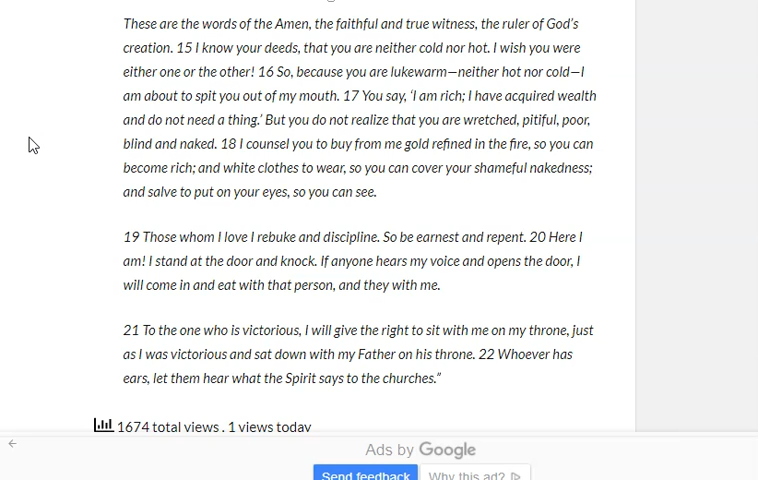 These are the words of the Amen, the faithful and true witness, the ruler of God's
creation. 15 I know your deeds, that you are neither cold nor hot. I wish you were
either one or the other! 16 So, because you are lukewarm—neither hot nor cold—I
am about to spit you out of my mouth. 17 You say, ‘I am rich; I have acquired wealth
and do not need a thing.’ But you do not realize that you are wretched, pitiful, poor,
blind and naked. 18 I counsel you to buy from me gold refined in the fire, so you can
become rich; and white clothes to wear, so you can cover your shameful nakedness;
and salve to put on your eyes, so you can see.
19 Those whom I love I rebuke and discipline. So be earnest and repent. 20 Here I
am! I stand at the door and knock. If anyone hears my voice and opens the door, I
will come in and eat with that person, and they with me.
21 To the one who is victorious, I will give the right to sit with me on my throne, just
as I was victorious and sat down with my Father on his throne. 22 Whoever has
ears, let them hear what the Spirit says to the churches.”
1674 total views , 1 views today
Ads by Google
Send feedback Why this ad?